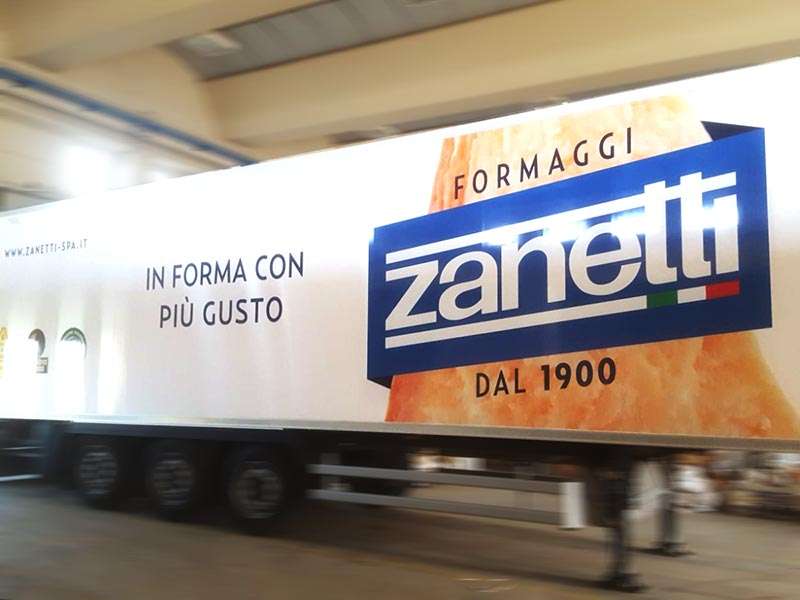 WWW.ZANETTI-SPA.IT
IN FORMA CON
PIÙ GUSTO
FORMAGGI
zanetti
DAL 1900